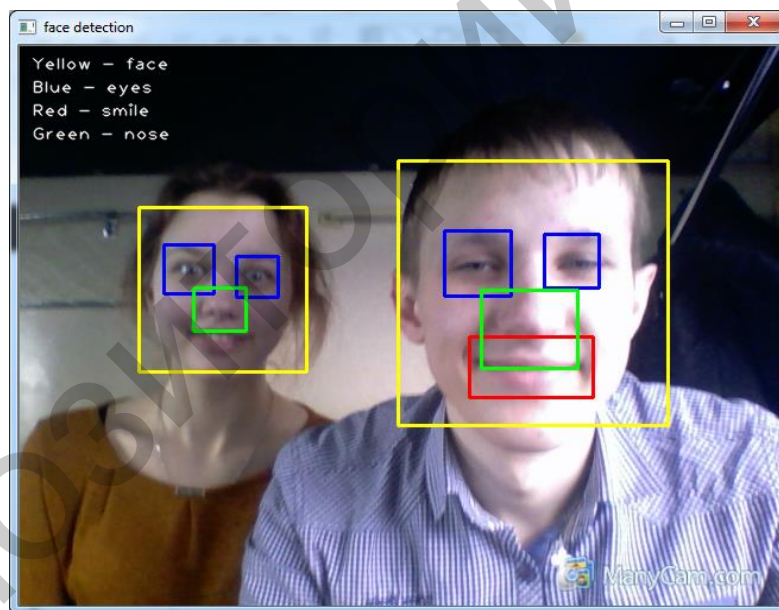 face detection
Yellow – face
Blue – eyes
Red – smile
Green – nose
ManyCam.com